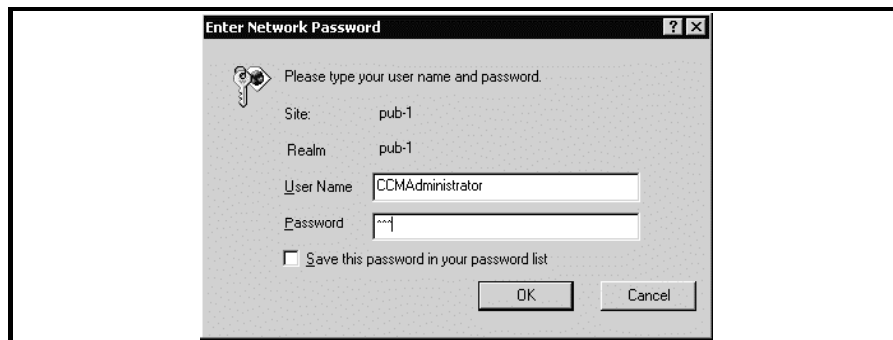 Enter Network Password
Please type your user name and password.
Site: pub-1
Realm pub-1
User Name CCMAdministrator
Password ^^^
Save this password in your password list
OK Cancel